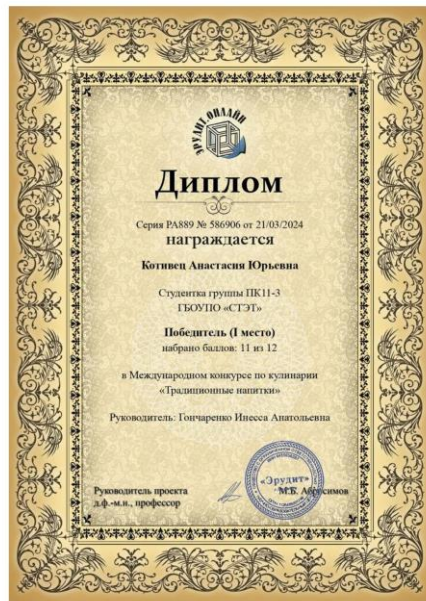 ЭРУДИТ.ОНЛАЙН
Диплом
Серия РА889 № 586906 от 21/03/2024
награждается
Котивец Анастасия Юрьевна
Студентка группы ПК11-3
ГБОУПО «СТЭТ»
Победитель (I место)
набрано баллов: 11 из 12
в Международном конкурсе по кулинарии
«Традиционные напитки»
Руководитель: Гончаренко Инесса Анатольевна
Руководитель проекта
д.ф.-м.н., профессор
М.Б. Абросимов
«Эрудит»